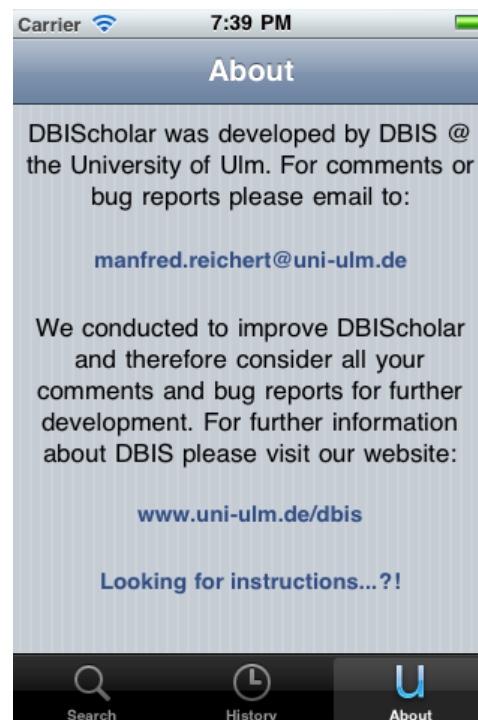 Carrier 7:39 PM
About
DBIScholar was developed by DBIS @
the University of Ulm. For comments or
bug reports please email to:
manfred.reichert@uni-ulm.de
We conducted to improve DBIScholar
and therefore consider all your
comments and bug reports for further
development. For further information
about DBIS please visit our website:
www.uni-ulm.de/dbis
Looking for instructions...?!
Search History About